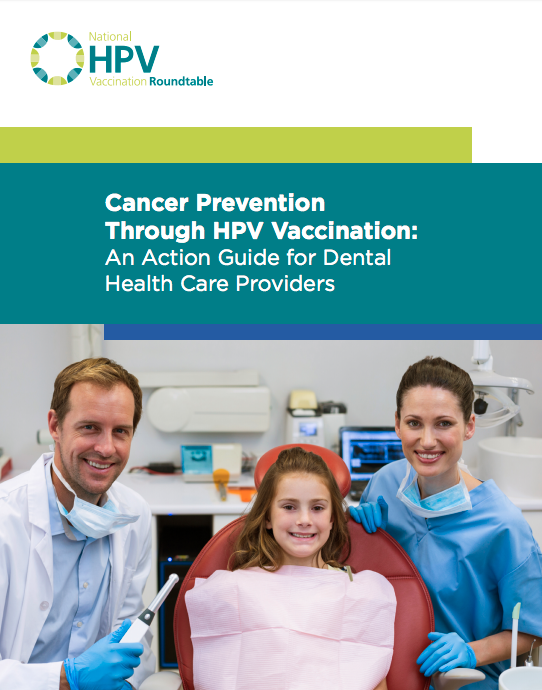 National
HPV
Vaccination Roundtable
Cancer Prevention
Through HPV Vaccination:
An Action Guide for Dental
Health Care Providers